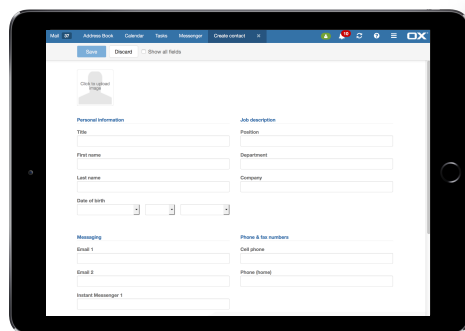 Mail 37 Address Book Calendar Tasks Messenger Create contact × 10 ? OX
Save Discard Show all fields
Click to upload
image
Personal information Job description
Title Position
First name Department
Last name Company
Date of birth
Messaging Phone & fax numbers
Email 1 Cell phone
Email 2 Phone (home)
Instant Messenger 1